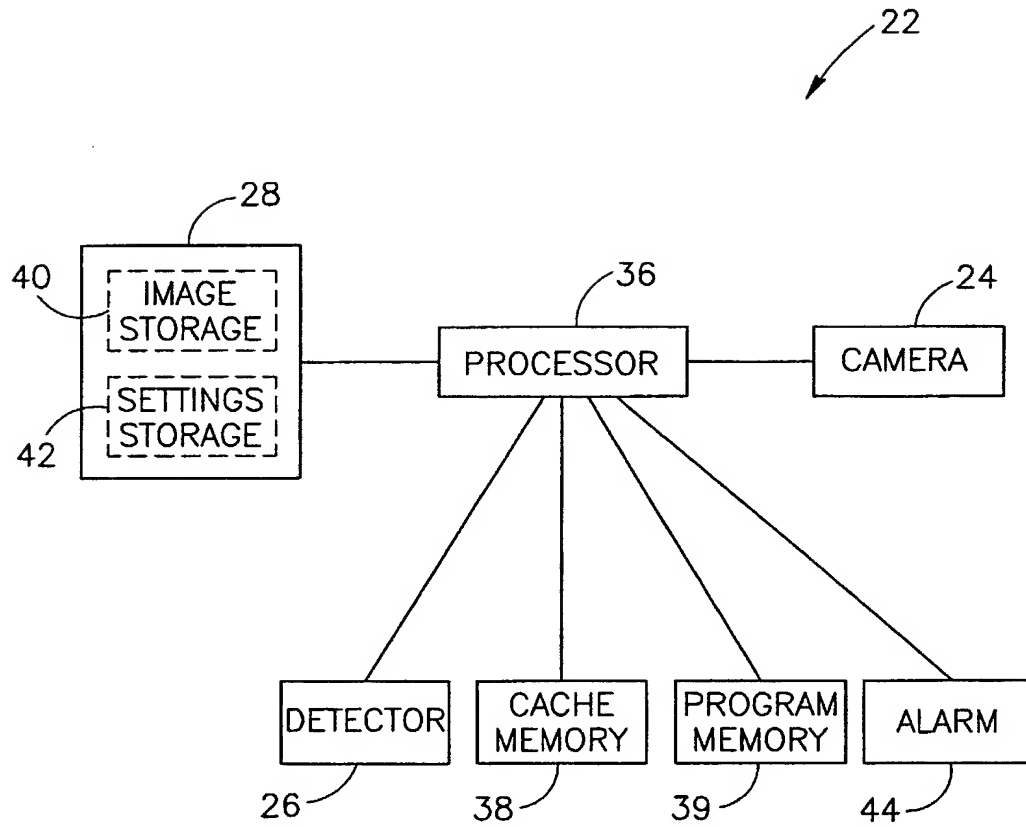 22
28
40
IMAGE
STORAGE
42
SETTINGS
STORAGE
36
PROCESSOR
24
CAMERA
DETECTOR
26
CACHE
MEMORY
38
PROGRAM
MEMORY
39
ALARM
44